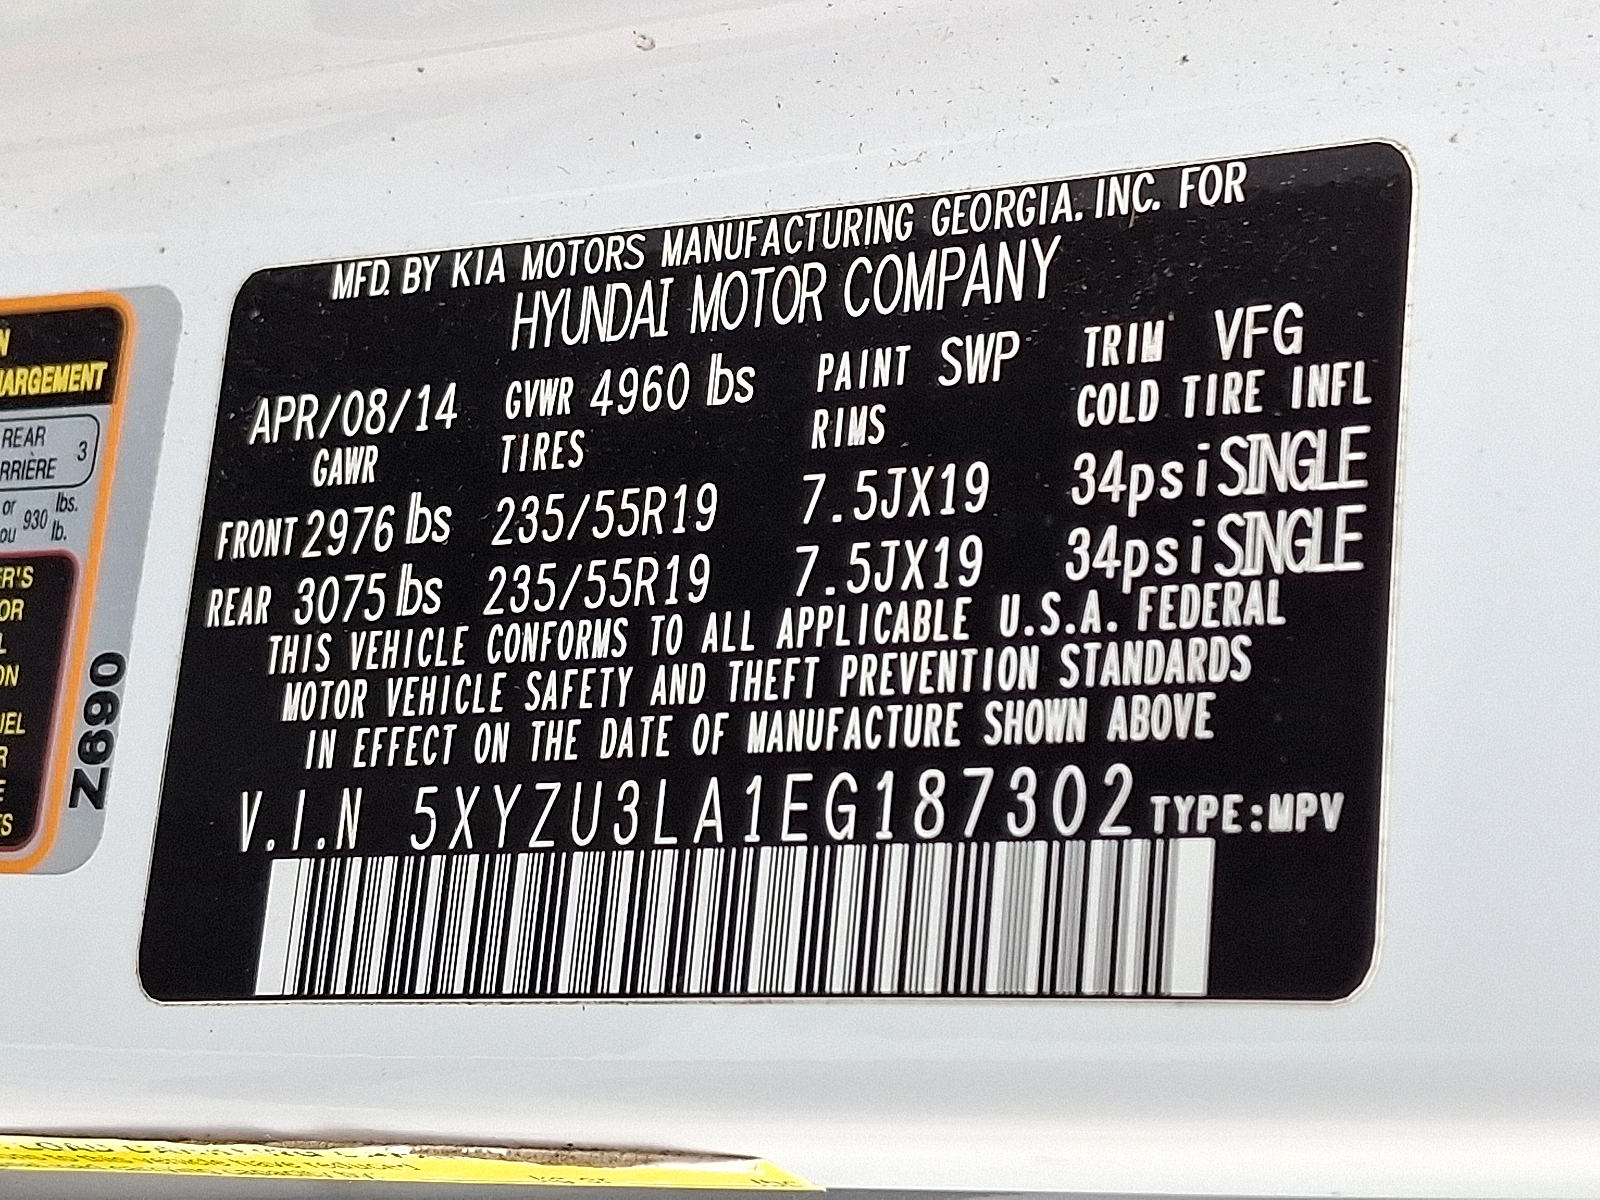 MFD. BY KIA MOTORS MANUFACTURING GEORGIA. INC. FOR
HYUNDAI MOTOR COMPANY
APR/08/14 GVWR 4960 lbs PAINT SWP TRIM VFG
GAWR TIRES RIMS COLD TIRE INFL
FRONT 2976 lbs 235/55R19 7.5JX19 34psi SINGLE
REAR 3075 lbs 235/55R19 7.5JX19 34psi SINGLE
THIS VEHICLE CONFORMS TO ALL APPLICABLE U.S.A. FEDERAL
MOTOR VEHICLE SAFETY AND THEFT PREVENTION STANDARDS
IN EFFECT ON THE DATE OF MANUFACTURE SHOWN ABOVE
V.I.N 5XYZU3LA1EG187302 TYPE:MPV
REAR 3
or 930 lbs.
lb.
Z690